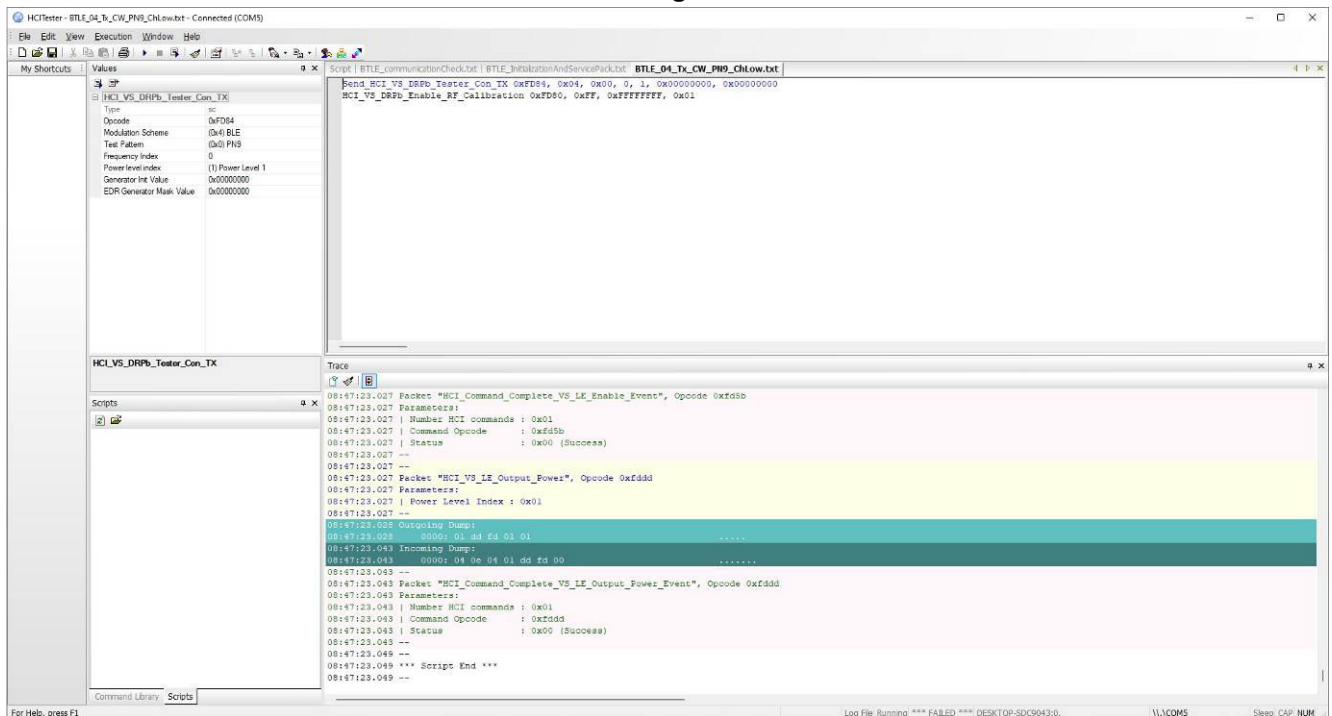 HCITester - BTLE_04_Tx_CW_PN9_ChLow.txt - Connected (COM5)
File Edit View Execution Window Help
My Shortcuts
Values
HCI_VS_DRPb_Tester_Con_TX
Type sc
Opcode 0xFD84
Modulation Scheme (0x4) BLE
Test Pattern (0x0) PN9
Frequency Index 0
Power level index (1) Power Level 1
Generator Init Value 0x00000000
EDR Generator Mask Value 0x00000000
HCI_VS_DRPb_Tester_Con_TX
Scripts
Command Library Scripts
Script | BTLE_communicationCheck.txt | BTLE_InitializationAndServicePack.txt BTLE_04_Tx_CW_PN9_ChLow.txt
Send_HCI_VS_DRPb_Tester_Con_TX 0xFD84, 0x04, 0x00, 0, 1, 0x00000000, 0x00000000
HCI_VS_DRPb_Enable_RF_Calibration 0xFD80, 0xFF, 0xFFFFFFFF, 0x01
Trace
08:47:23.027 Packet "HCI_Command_Complete_VS_LE_Enable_Event", Opcode 0xfd5b
08:47:23.027 Parameters:
08:47:23.027 | Number HCI commands : 0x01
08:47:23.027 | Command Opcode : 0xfd5b
08:47:23.027 | Status : 0x00 (Success)
08:47:23.027 --
08:47:23.027 --
08:47:23.027 Packet "HCI_VS_LE_Output_Power", Opcode 0xfddd
08:47:23.027 Parameters:
08:47:23.027 | Power Level Index : 0x01
08:47:23.027 --
08:47:23.028 Outgoing Dump:
08:47:23.028 0000: 01 dd fd 01 01 .....
08:47:23.043 Incoming Dump:
08:47:23.043 0000: 04 0e 04 01 dd fd 00 .......
08:47:23.043 --
08:47:23.043 Packet "HCI_Command_Complete_VS_LE_Output_Power_Event", Opcode 0xfddd
08:47:23.043 Parameters:
08:47:23.043 | Number HCI commands : 0x01
08:47:23.043 | Command Opcode : 0xfddd
08:47:23.043 | Status : 0x00 (Success)
08:47:23.043 --
08:47:23.049 --
08:47:23.049 *** Script End ***
08:47:23.049 --
For Help, press F1
Log File Running *** FAILED *** DESKTOP-SDC9043:0. \\.\COM5 Sleep CAP NUM